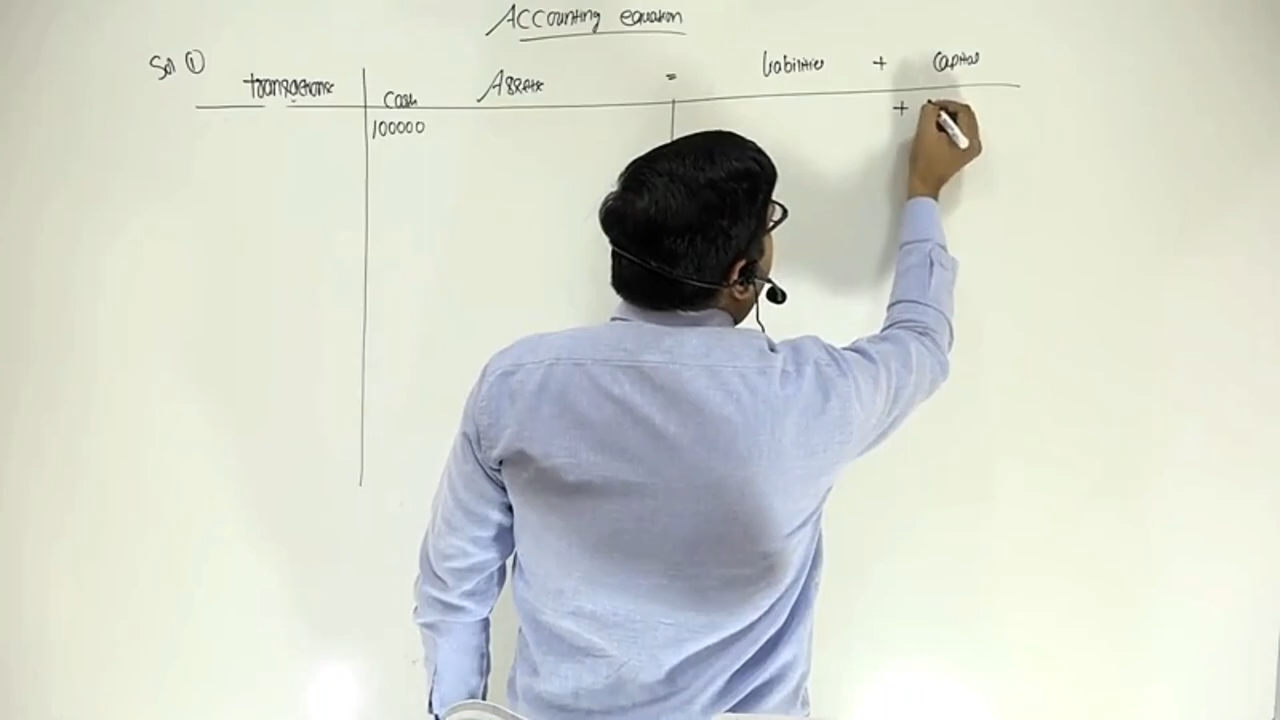 Accounting equation
Sol ①
transactions Assets = liabilities + Capital
Cash
100000 +